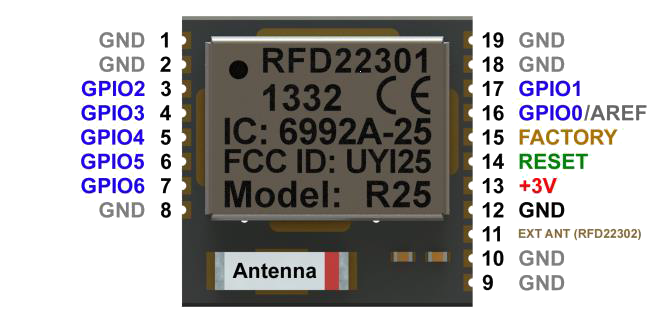 GND 1
GND 2
GPIO2 3
GPIO3 4
GPIO4 5
GPIO5 6
GPIO6 7
GND 8
RFD22301
1332 CE
IC: 6992A-25
FCC ID: UYI25
Model: R25
Antenna
19 GND
18 GND
17 GPIO1
16 GPIO0/AREF
15 FACTORY
14 RESET
13 +3V
12 GND
11 EXT ANT (RFD22302)
10 GND
9 GND